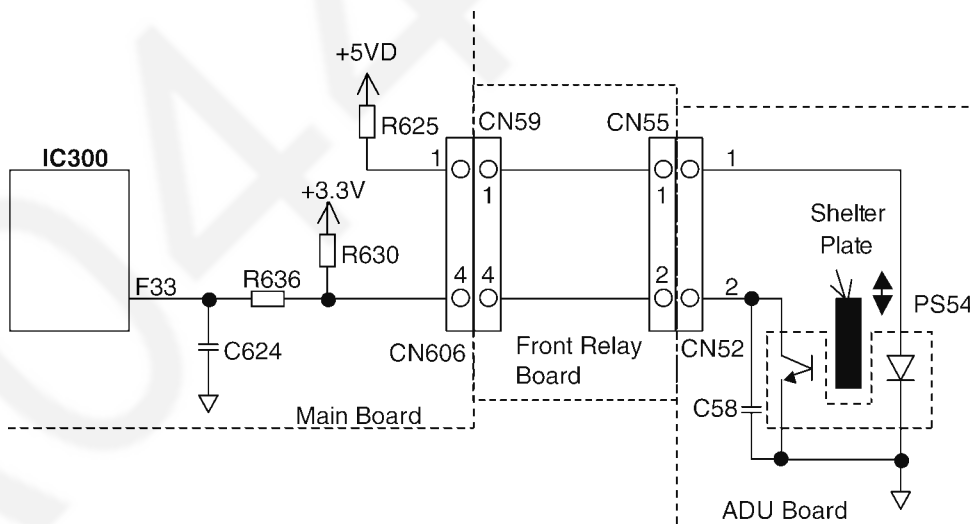 +5VD
R625
CN59
CN55
IC300
1
1
+3.3V
1
1
Shelter
Plate
R630
F33
R636
4
4
2
2
PS54
C624
CN606
Front Relay
Board
CN52
Main Board
C58
ADU Board